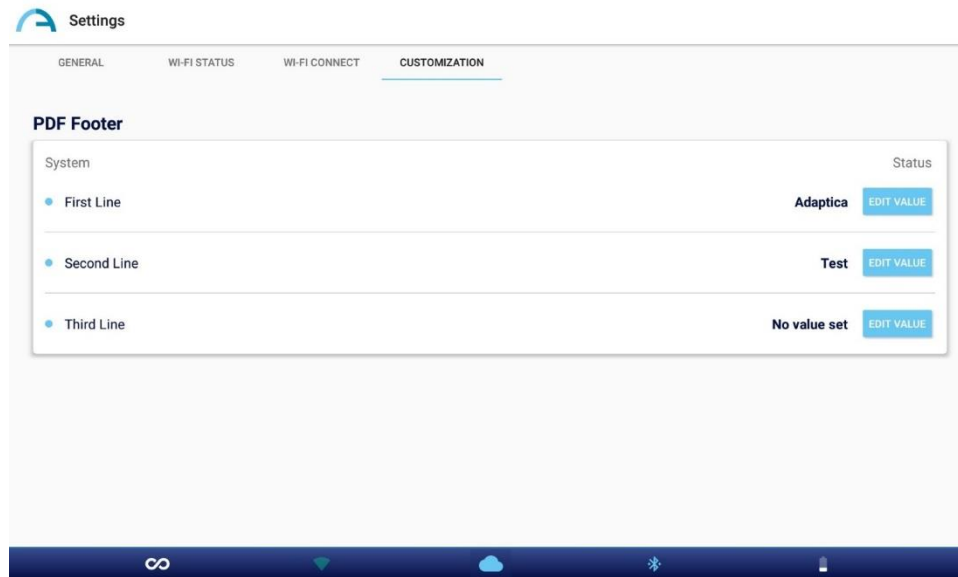 Settings
GENERAL WI-FI STATUS WI-FI CONNECT CUSTOMIZATION
PDF Footer
System Status
First Line Adaptica EDIT VALUE
Second Line Test EDIT VALUE
Third Line No value set EDIT VALUE